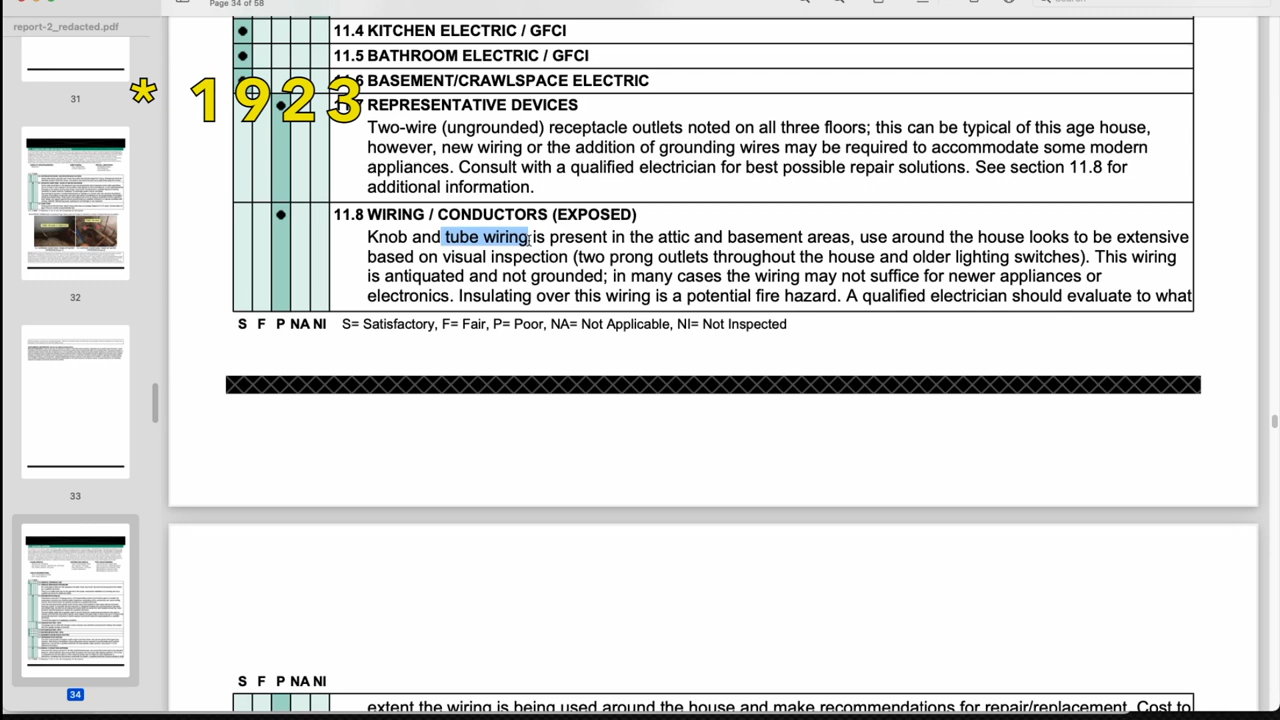 Page 34 of 58
report-2_redacted.pdf
31
32
33
34
* 1923
11.4 KITCHEN ELECTRIC / GFCI
11.5 BATHROOM ELECTRIC / GFCI
6 BASEMENT/CRAWLSPACE ELECTRIC
REPRESENTATIVE DEVICES
Two-wire (ungrounded) receptacle outlets noted on all three floors; this can be typical of this age house,
however, new wiring or the addition of grounding wires may be required to accommodate some modern
appliances. Consult with a qualified electrician for best possible repair solutions. See section 11.8 for
additional information.
11.8 WIRING / CONDUCTORS (EXPOSED)
Knob and tube wiring is present in the attic and basement areas, use around the house looks to be extensive
based on visual inspection (two prong outlets throughout the house and older lighting switches). This wiring
is antiquated and not grounded; in many cases the wiring may not suffice for newer appliances or
electronics. Insulating over this wiring is a potential fire hazard. A qualified electrician should evaluate to what
S F P NA NI S= Satisfactory, F= Fair, P= Poor, NA= Not Applicable, NI= Not Inspected
S F P NA NI
extent the wiring is being used around the house and make recommendations for repair/replacement. Cost to